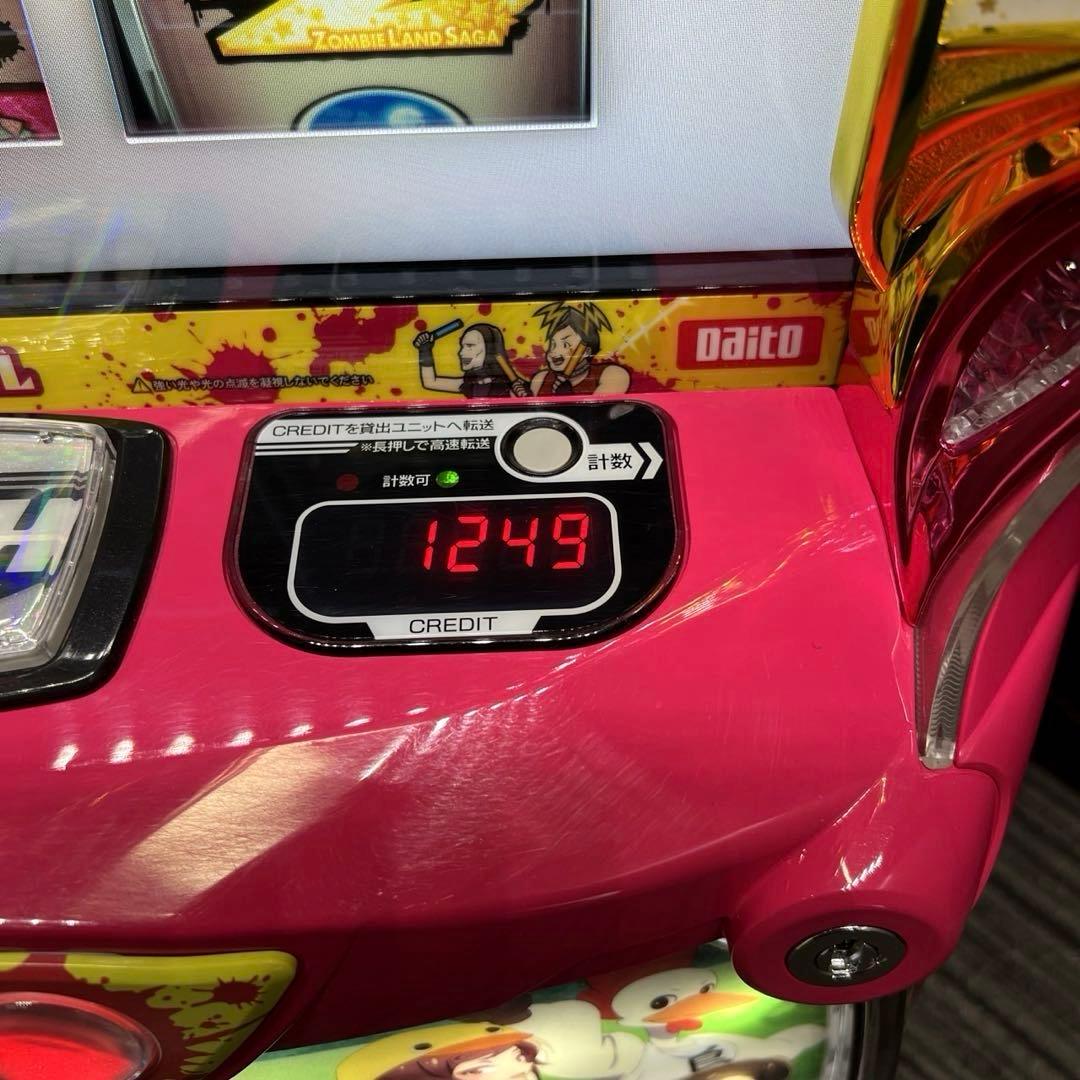 ZOMBIE LAND SAGA
Daito
⚠強い光や光の点滅を凝視しないでください
CREDITを貸出ユニットへ転送
※長押しで高速転送
計数
計数可
1249
CREDIT